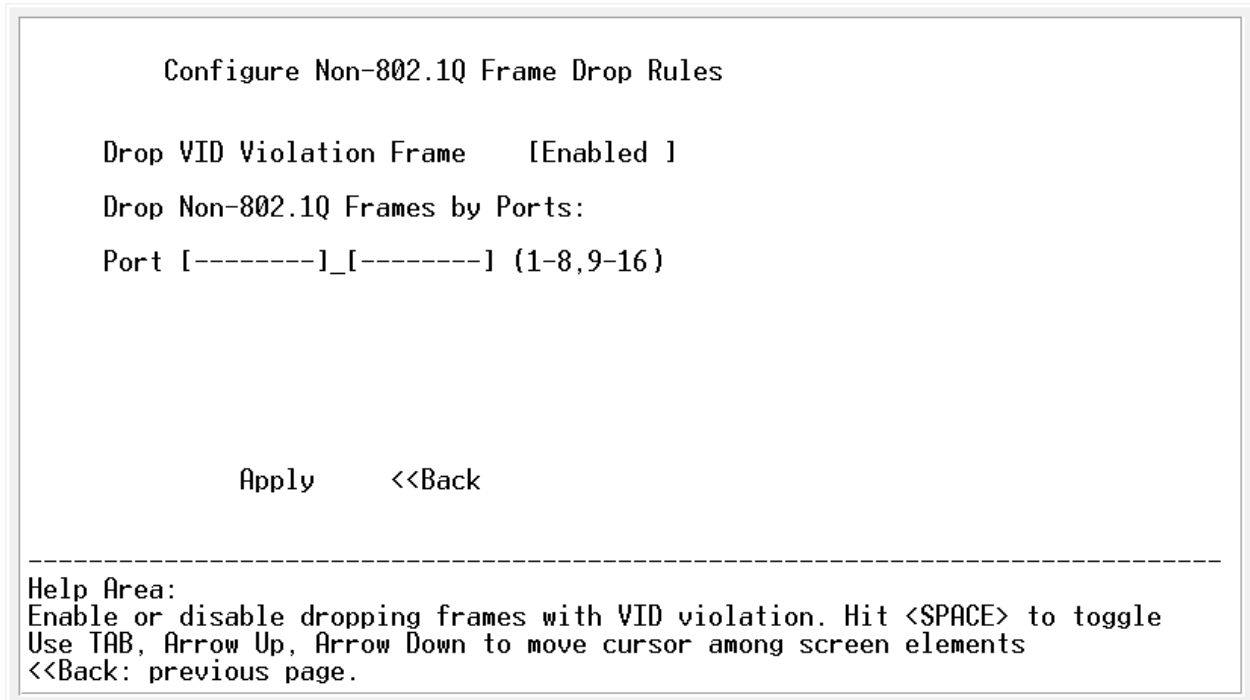 Configure Non-802.1Q Frame Drop Rules
Drop VID Violation Frame [Enabled ]
Drop Non-802.1Q Frames by Ports:
Port [--------]_[--------] (1-8,9-16)
Apply <<Back
--------------------------------------------------------------------------------
Help Area:
Enable or disable dropping frames with VID violation. Hit <SPACE> to toggle
Use TAB, Arrow Up, Arrow Down to move cursor among screen elements
<<Back: previous page.